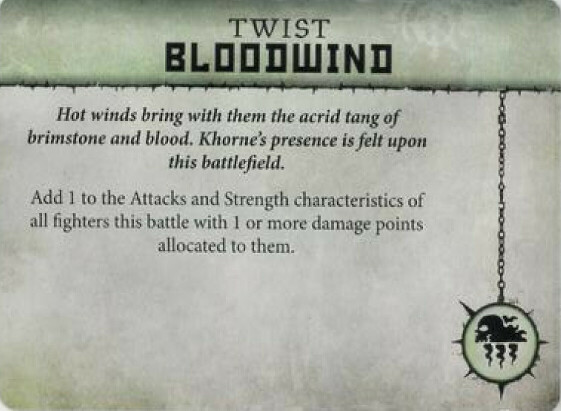 TWIST
BLOODWIND
Hot winds bring with them the acrid tang of
brimstone and blood. Khorne's presence is felt upon
this battlefield.
Add 1 to the Attacks and Strength characteristics of
all fighters this battle with 1 or more damage points
allocated to them.